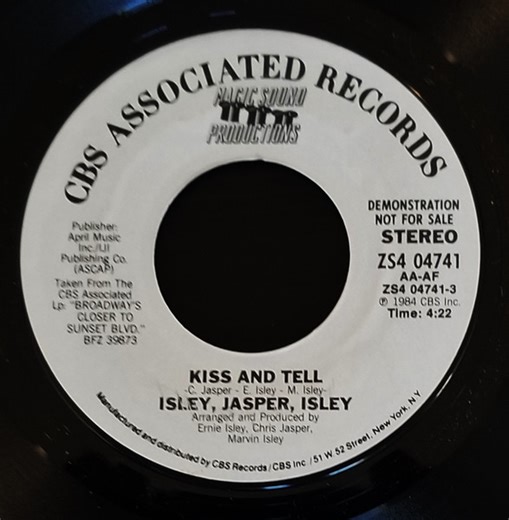 CBS ASSOCIATED RECORDS
MAGIC SOUND
PRODUCTIONS
Publisher:
April Music
Inc./IJI
Publishing Co.
(ASCAP)
Taken From The
CBS Associated
Lp: "BROADWAY'S
CLOSER TO
SUNSET BLVD."
BFZ 39873
DEMONSTRATION
NOT FOR SALE
STEREO
ZS4 04741
AA-AF
ZS4 04741-3
℗ 1984 CBS Inc.
Time: 4:22
KISS AND TELL
-C. Jasper - E. Isley - M. Isley-
ISLEY, JASPER, ISLEY
Arranged and Produced by
Ernie Isley, Chris Jasper,
Marvin Isley
Manufactured and distributed by CBS Records / CBS Inc. / 51 W. 52 Street, New York, N.Y.